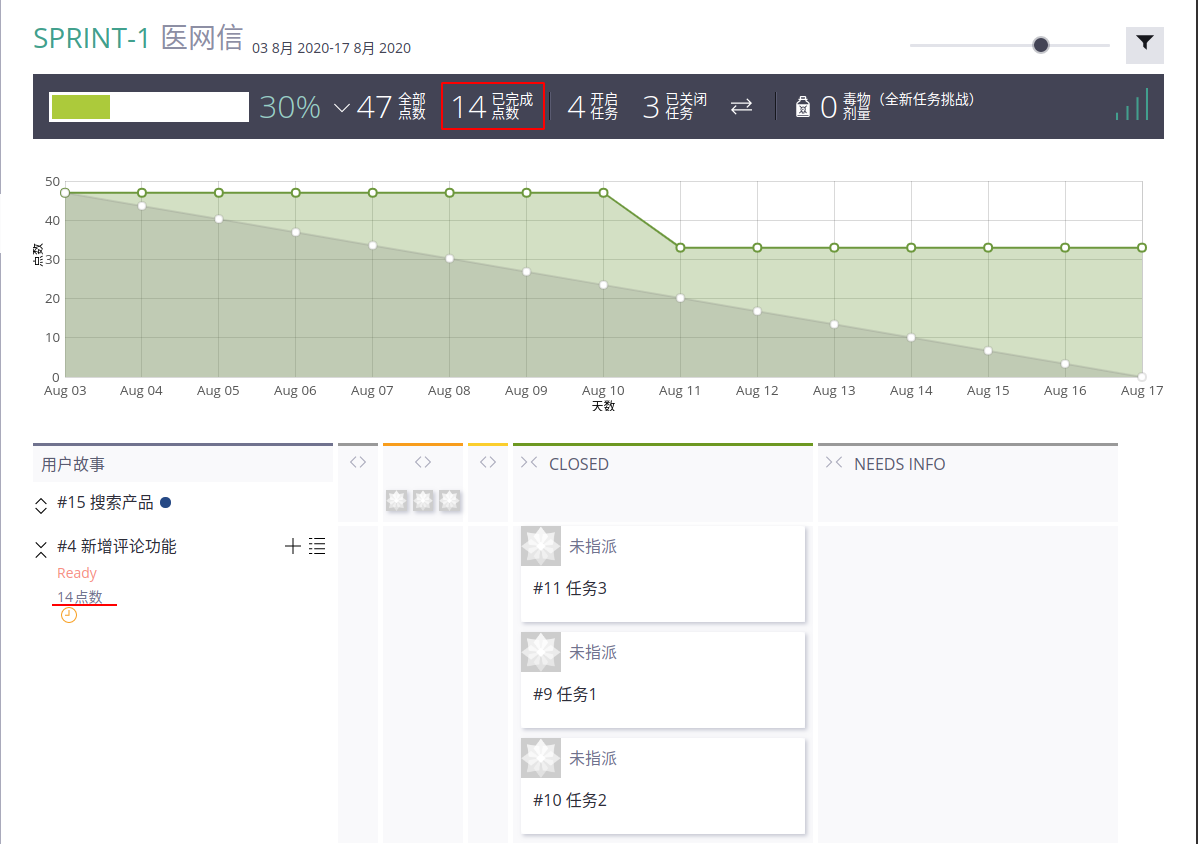 SPRINT-1 医网信 03 8月 2020-17 8月 2020
30% 47 全部点数 14 已完成点数 4 开启任务 3 已关闭任务 0 毒物（全新任务挑战）剂量
50
40
30
20
10
0
点数
Aug 03 Aug 04 Aug 05 Aug 06 Aug 07 Aug 08 Aug 09 Aug 10 Aug 11 Aug 12 Aug 13 Aug 14 Aug 15 Aug 16 Aug 17
天数
用户故事 CLOSED NEEDS INFO
#15 搜索产品
#4 新增评论功能
Ready
14 点数
未指派
#11 任务3
未指派
#9 任务1
未指派
#10 任务2